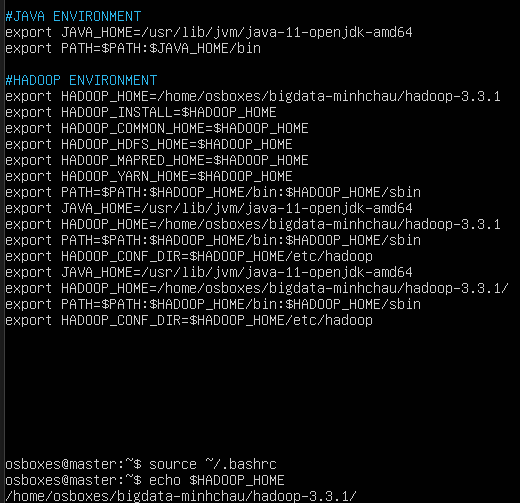 #JAVA ENVIRONMENT
export JAVA_HOME=/usr/lib/jvm/java-11-openjdk-amd64
export PATH=$PATH:$JAVA_HOME/bin
#HADOOP ENVIRONMENT
export HADOOP_HOME=/home/osboxes/bigdata-minhchau/hadoop-3.3.1
export HADOOP_INSTALL=$HADOOP_HOME
export HADOOP_COMMON_HOME=$HADOOP_HOME
export HADOOP_HDFS_HOME=$HADOOP_HOME
export HADOOP_MAPRED_HOME=$HADOOP_HOME
export HADOOP_YARN_HOME=$HADOOP_HOME
export PATH=$PATH:$HADOOP_HOME/bin:$HADOOP_HOME/sbin
export JAVA_HOME=/usr/lib/jvm/java-11-openjdk-amd64
export HADOOP_HOME=/home/osboxes/bigdata-minhchau/hadoop-3.3.1
export PATH=$PATH:$HADOOP_HOME/bin:$HADOOP_HOME/sbin
export HADOOP_CONF_DIR=$HADOOP_HOME/etc/hadoop
export JAVA_HOME=/usr/lib/jvm/java-11-openjdk-amd64
export HADOOP_HOME=/home/osboxes/bigdata-minhchau/hadoop-3.3.1/
export PATH=$PATH:$HADOOP_HOME/bin:$HADOOP_HOME/sbin
export HADOOP_CONF_DIR=$HADOOP_HOME/etc/hadoop
osboxes@master:~$ source ~/.bashrc
osboxes@master:~$ echo $HADOOP_HOME
/home/osboxes/bigdata-minhchau/hadoop-3.3.1/